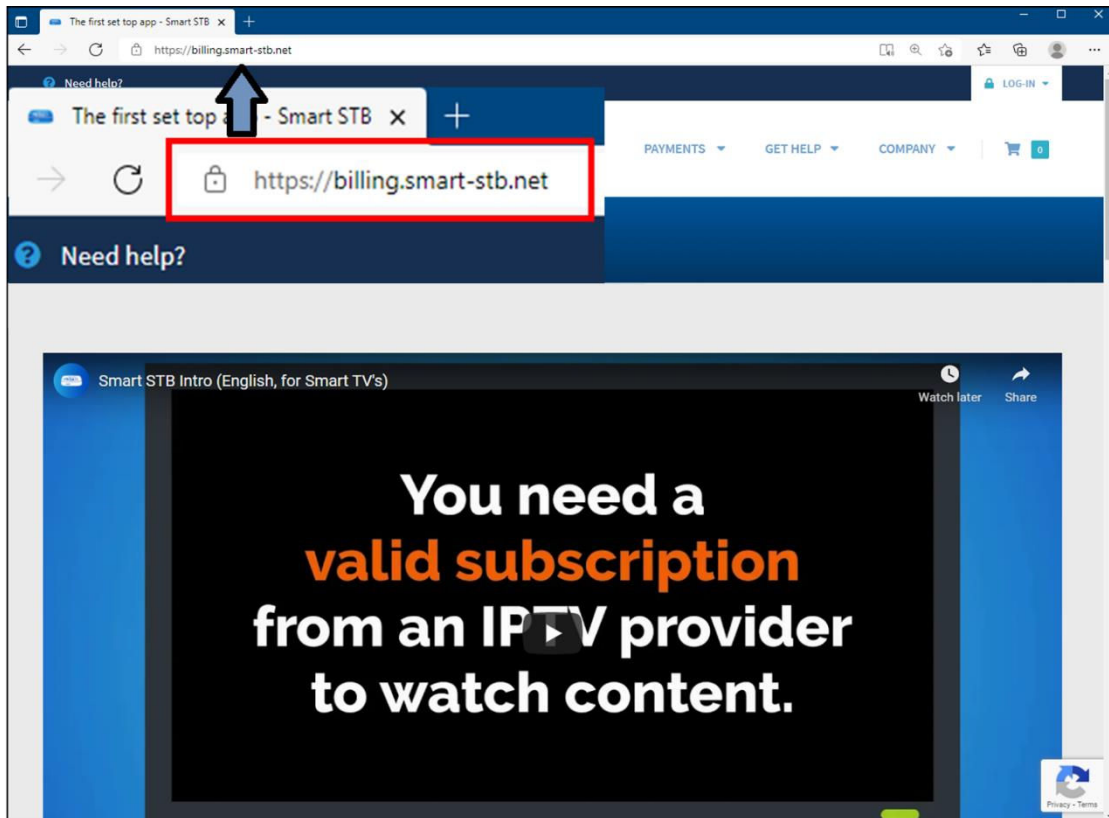 The first set top app - Smart STB
https://billing.smart-stb.net
Need help?
LOG-IN
The first set top a - Smart STB
https://billing.smart-stb.net
PAYMENTS
GET HELP
COMPANY
0
Need help?
Smart STB Intro (English, for Smart TV's)
Watch later
Share
You need a
valid subscription
from an IPTV provider
to watch content.
Privacy - Terms